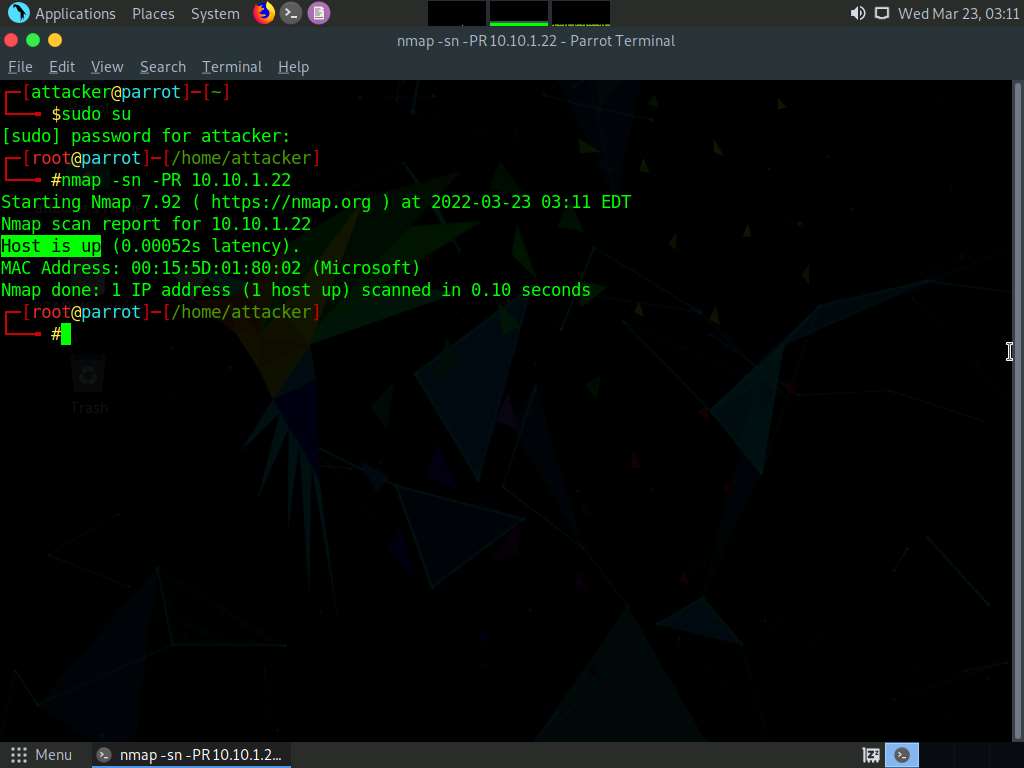 Applications Places System Wed Mar 23, 03:11
nmap -sn -PR 10.10.1.22 - Parrot Terminal
File Edit View Search Terminal Help
┌─[attacker@parrot]─[~]
└──╼ $sudo su
[sudo] password for attacker:
┌─[root@parrot]─[/home/attacker]
└──╼ #nmap -sn -PR 10.10.1.22
Starting Nmap 7.92 ( https://nmap.org ) at 2022-03-23 03:11 EDT
Nmap scan report for 10.10.1.22
Host is up (0.00052s latency).
MAC Address: 00:15:5D:01:80:02 (Microsoft)
Nmap done: 1 IP address (1 host up) scanned in 0.10 seconds
┌─[root@parrot]─[/home/attacker]
└──╼ #
Trash
Menu nmap -sn -PR 10.10.1.2...